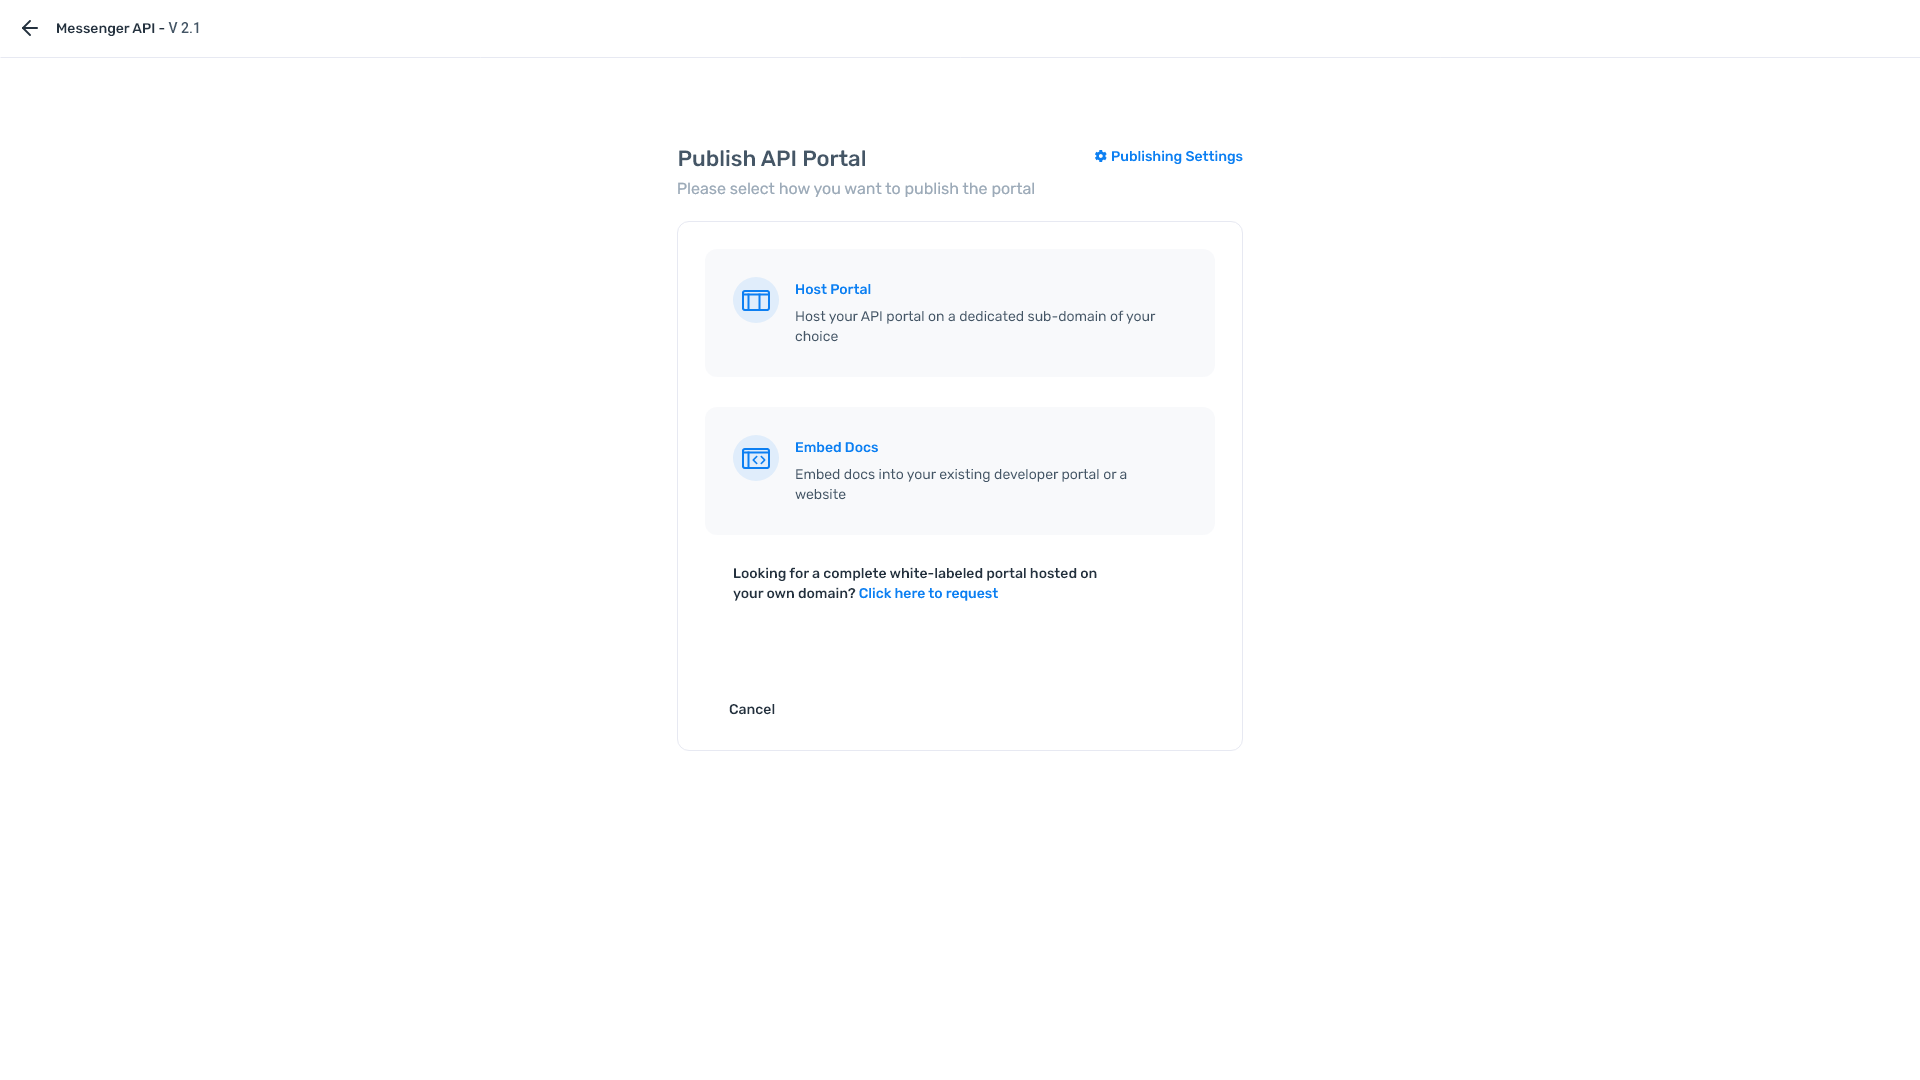 Messenger API - V 2.1
Publish API Portal
Publishing Settings
Please select how you want to publish the portal
Host Portal
Host your API portal on a dedicated sub-domain of your
choice
Embed Docs
Embed docs into your existing developer portal or a
website
Looking for a complete white-labeled portal hosted on
your own domain? Click here to request
Cancel